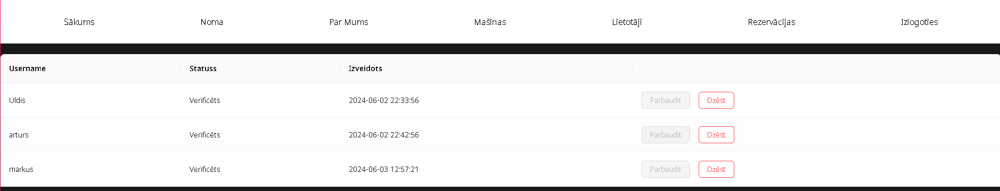 Sākums Noma Par Mums Mašīnas Lietotāji Rezervācijas Izlogoties
Username Statuss Izveidots
Uldis Verificēts 2024-06-02 22:33:56 Parbaudit Dzēst
arturs Verificēts 2024-06-02 22:42:56 Parbaudit Dzēst
markus Verificēts 2024-06-03 12:57:21 Parbaudit Dzēst